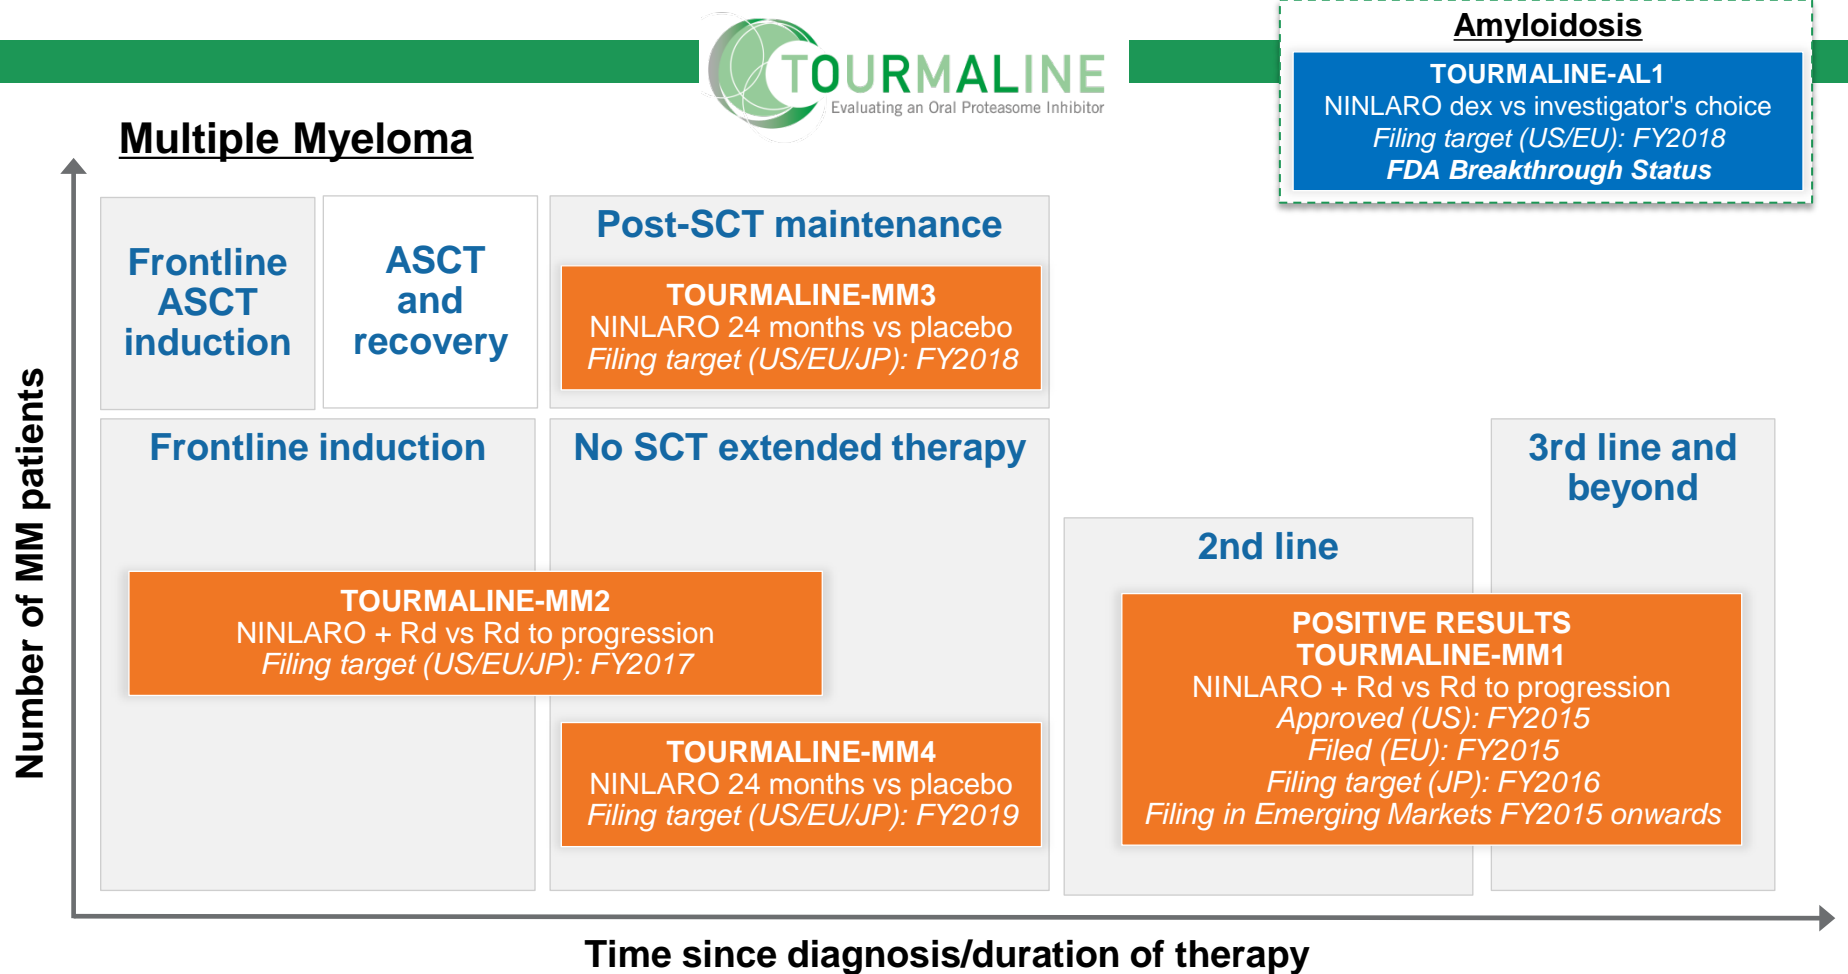 TOURMALINE
Evaluating an Oral Proteasome Inhibitor
Amyloidosis
TOURMALINE-AL1
NINLARO dex vs investigator's choice
Filing target (US/EU): FY2018
FDA Breakthrough Status
Multiple Myeloma
Number of MM patients
Frontline
ASCT
induction
ASCT
and
recovery
Post-SCT maintenance
TOURMALINE-MM3
NINLARO 24 months vs placebo
Filing target (US/EU/JP): FY2018
Frontline induction
No SCT extended therapy
TOURMALINE-MM2
NINLARO + Rd vs Rd to progression
Filing target (US/EU/JP): FY2017
TOURMALINE-MM4
NINLARO 24 months vs placebo
Filing target (US/EU/JP): FY2019
2nd line
3rd line and
beyond
POSITIVE RESULTS
TOURMALINE-MM1
NINLARO + Rd vs Rd to progression
Approved (US): FY2015
Filed (EU): FY2015
Filing target (JP): FY2016
Filing in Emerging Markets FY2015 onwards
Time since diagnosis/duration of therapy